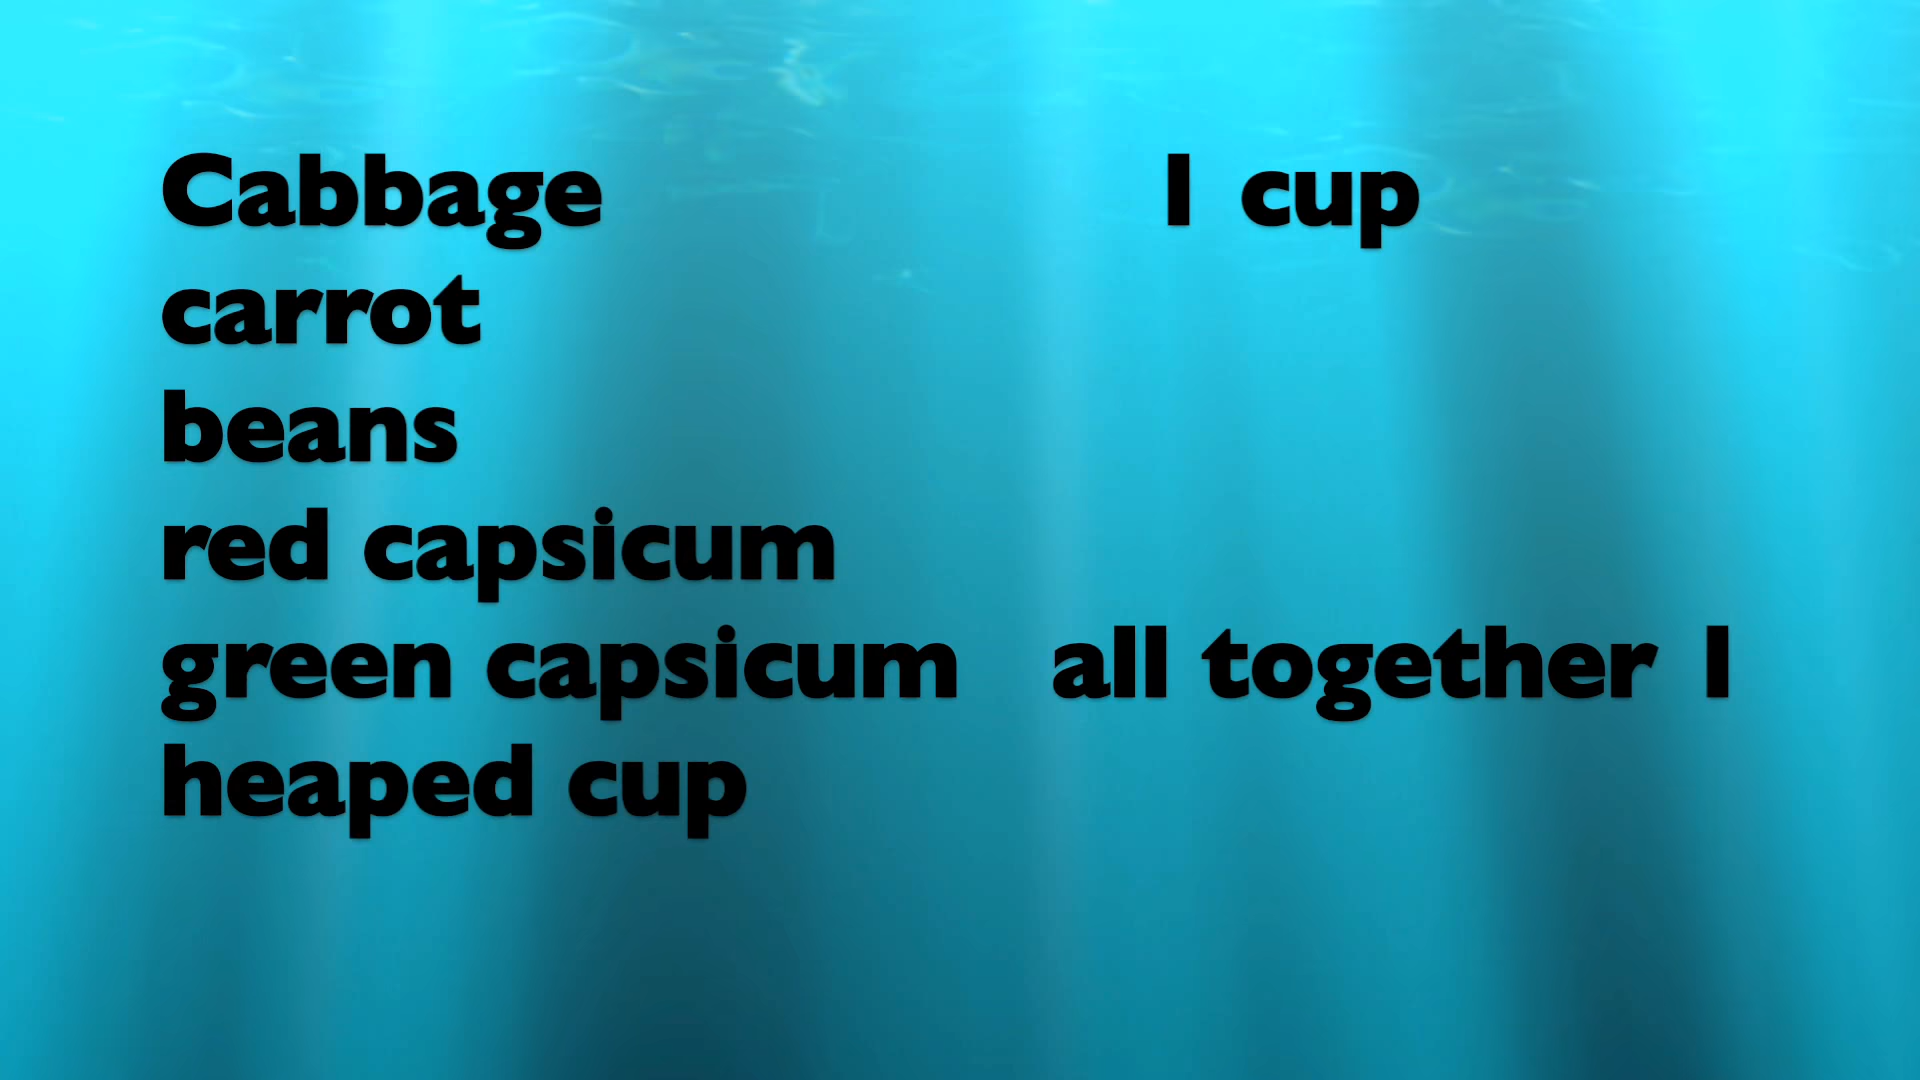 Cabbage 1 cup
carrot
beans
red capsicum
green capsicum all together 1
heaped cup